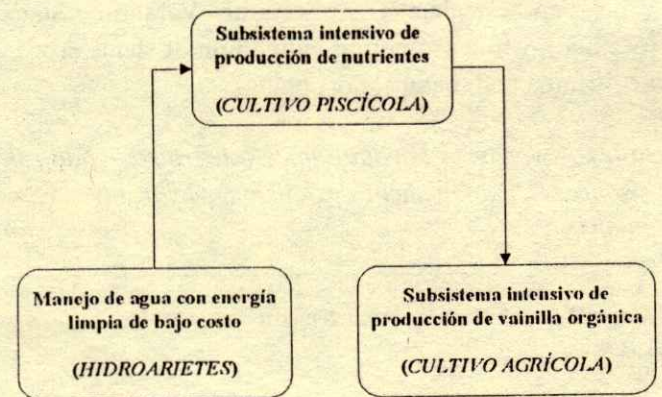 Subsistema intensivo de
producción de nutrientes
(CULTIVO PISCÍCOLA)
Manejo de agua con energía
limpia de bajo costo
(HIDROARIETES)
Subsistema intensivo de
producción de vainilla orgánica
(CULTIVO AGRÍCOLA)